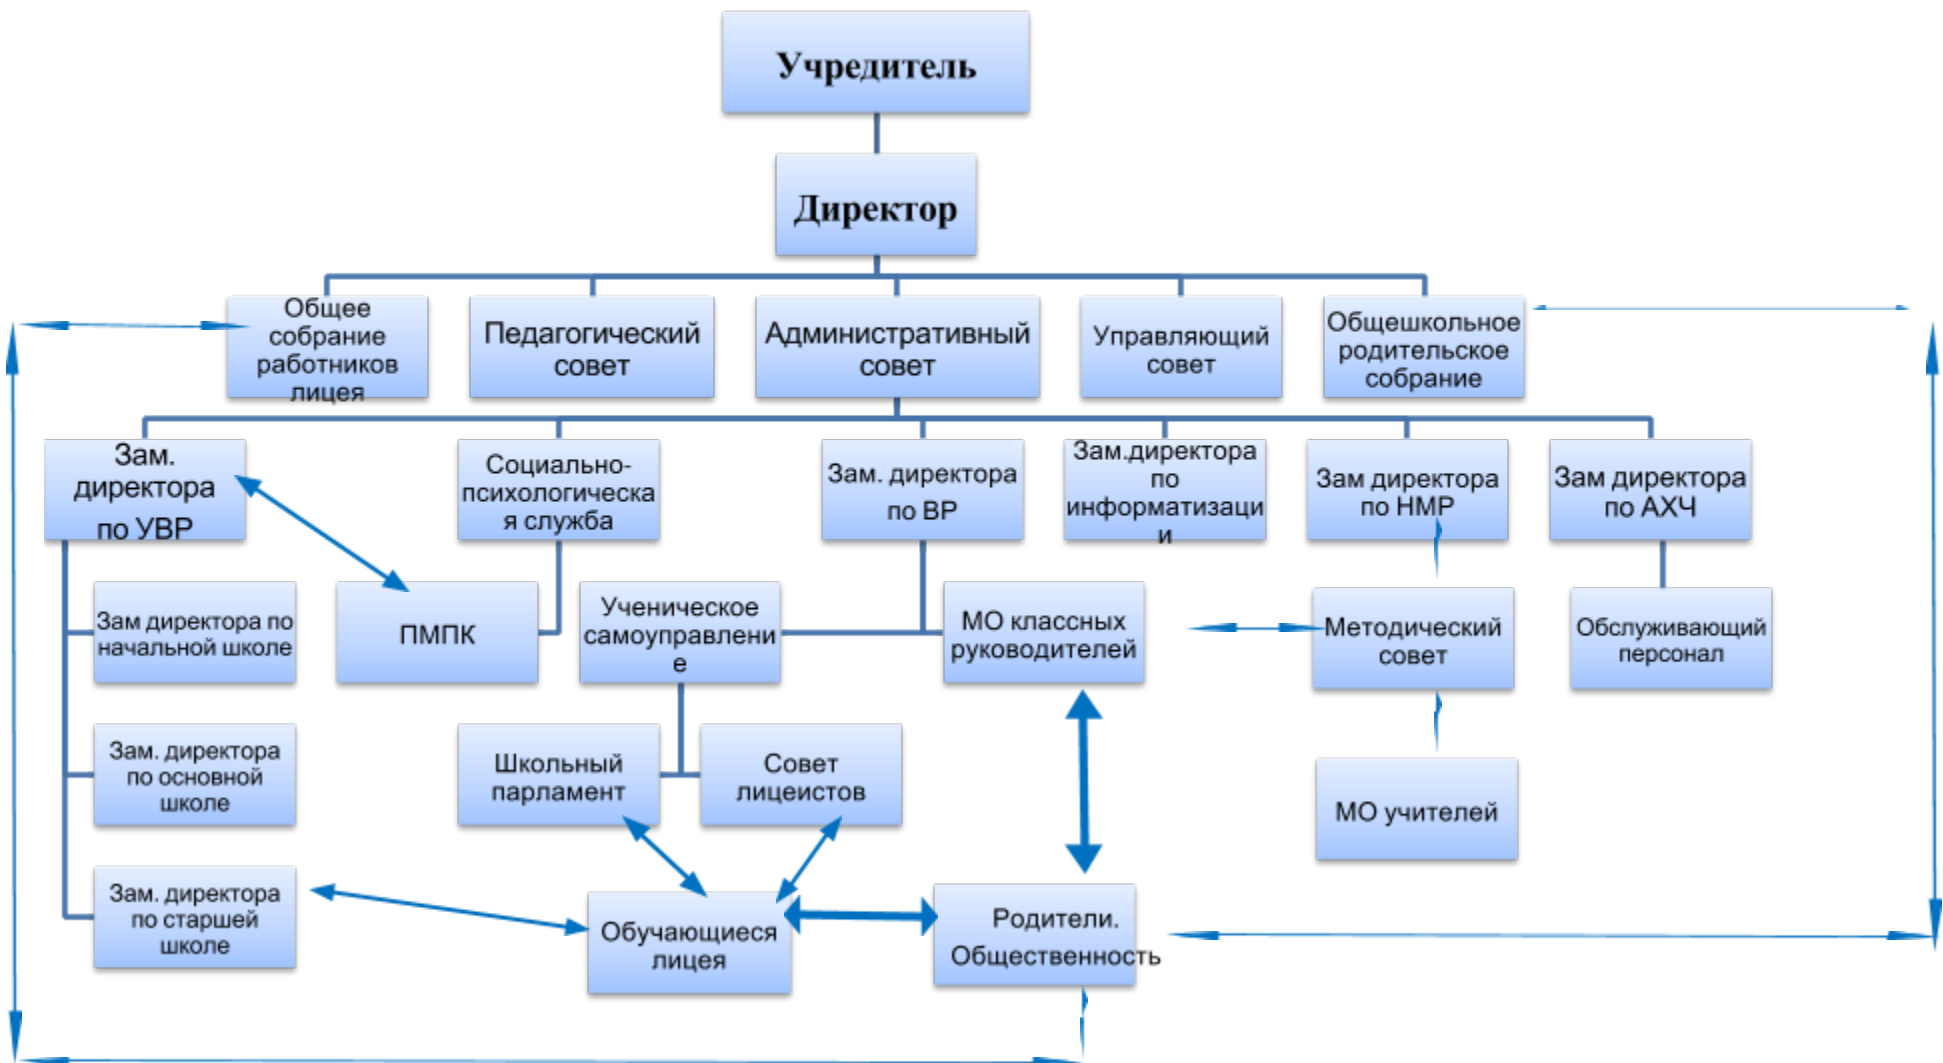 Учредитель
Директор
Общее
собрание
работников
лицея
Педагогический
совет
Административный
совет
Управляющий
совет
Общешкольное
родительское
собрание
Зам.
директора
по УВР
Социально-
психологическа
я служба
Зам. директора
по ВР
Зам.директора
по
информатизаци
и
Зам директора
по НМР
Зам директора
по АХЧ
Зам директора по
начальной школе
ПМПК
Ученическое
самоуправлени
е
МО классных
руководителей
Методический
совет
Обслуживающий
персонал
Зам. директора
по основной
школе
Школьный
парламент
Совет
лицеистов
МО учителей
Зам. директора
по старшей
школе
Обучающиеся
лицея
Родители.
Общественность